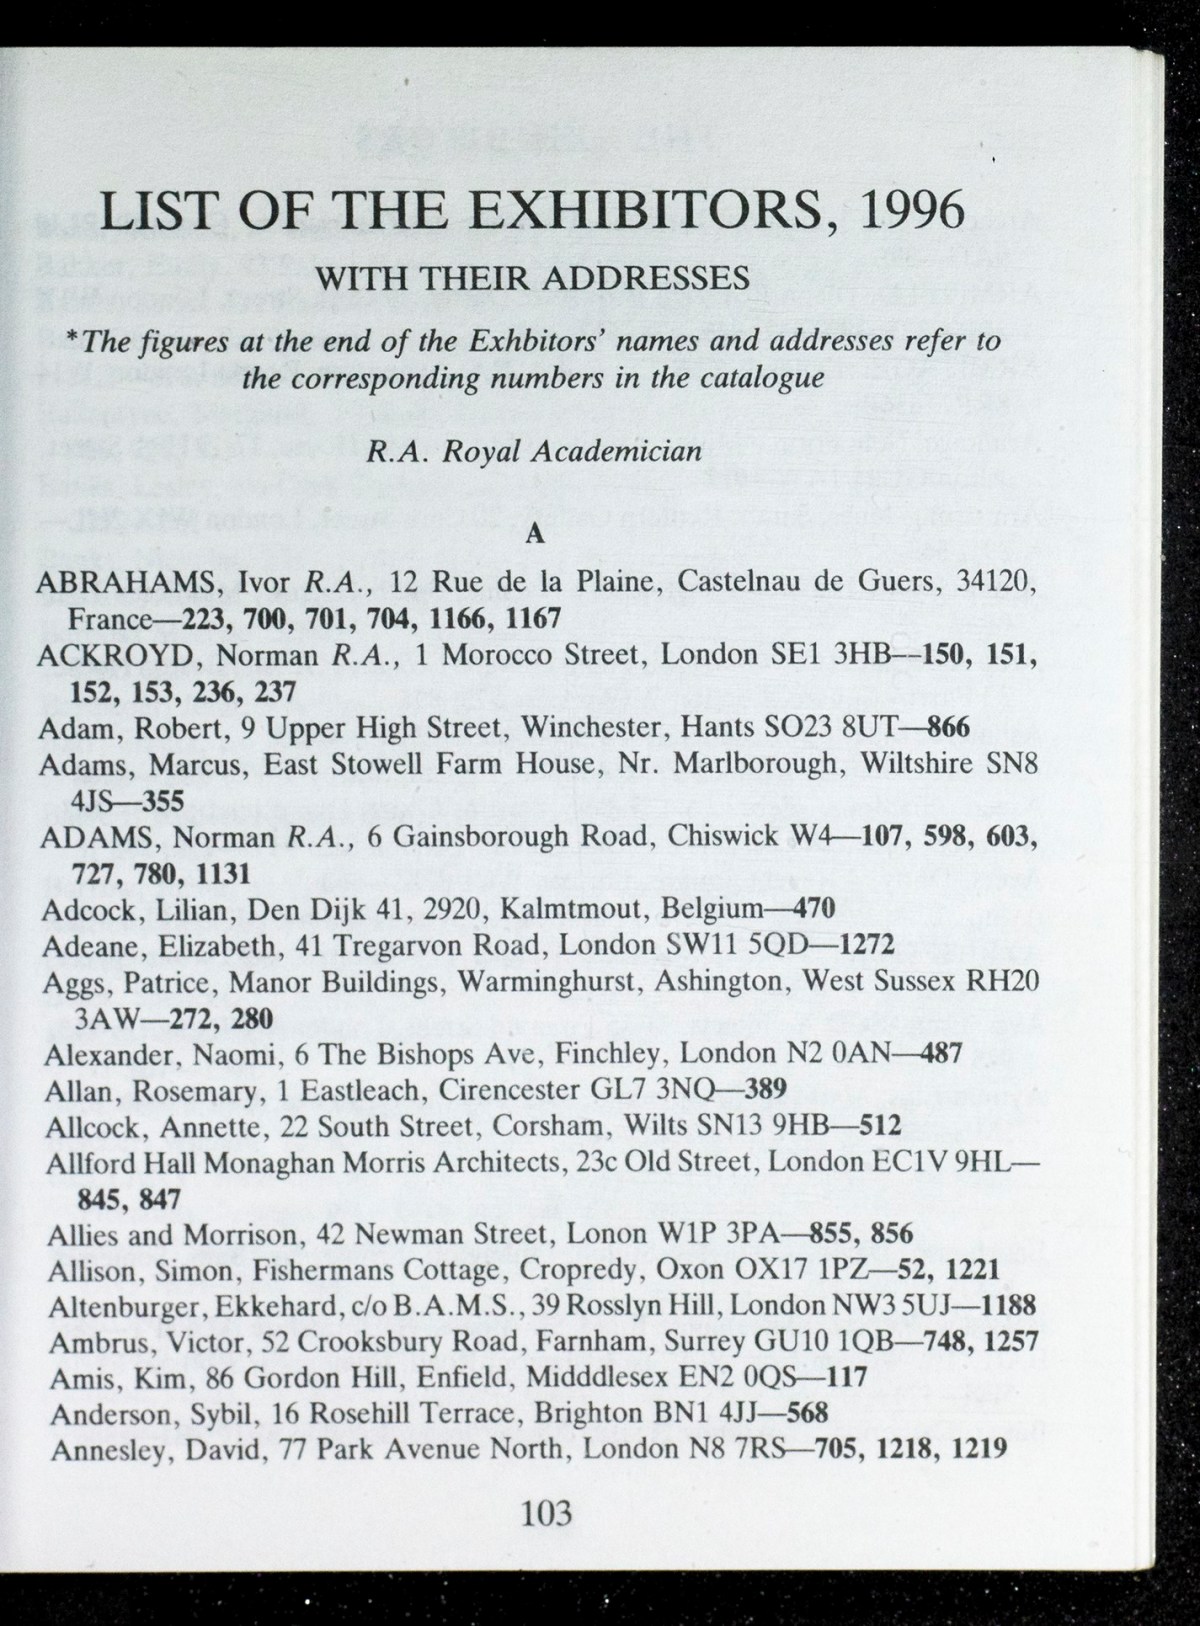 LIST OF THE EXHIBITORS, 1996
WITH THEIR ADDRESSES
*The figures at the end of the Exhbitors' names and addresses refer to
the corresponding numbers in the catalogue
R.A. Royal Academician
A
ABRAHAMS, Ivor R.A., 12 Rue de la Plaine, Castelnau de Guers, 34120,
France—223, 700, 701, 704, 1166, 1167
ACKROYD, Norman R.A., 1 Morocco Street, London SE1 3HB—150, 151,
152, 153, 236, 237
Adam, Robert, 9 Upper High Street, Winchester, Hants SO23 8UT—866
Adams, Marcus, East Stowell Farm House, Nr. Marlborough, Wiltshire SN8
4JS—355
ADAMS, Norman R.A., 6 Gainsborough Road, Chiswick W4—107, 598, 603,
727, 780, 1131
Adcock, Lilian, Den Dijk 41, 2920, Kalmtmout, Belgium—470
Adeane, Elizabeth, 41 Tregarvon Road, London SW11 5QD—1272
Aggs, Patrice, Manor Buildings, Warminghurst, Ashington, West Sussex RH20
3AW—272, 280
Alexander, Naomi, 6 The Bishops Ave, Finchley, London N2 0AN—487
Allan, Rosemary, 1 Eastleach, Cirencester GL7 3NQ—389
Allcock, Annette, 22 South Street, Corsham, Wilts SN13 9HB—512
Allford Hall Monaghan Morris Architects, 23c Old Street, London EC1V 9HL—
845, 847
Allies and Morrison, 42 Newman Street, Lonon W1P 3PA—855, 856
Allison, Simon, Fishermans Cottage, Cropredy, Oxon OX17 1PZ—52, 1221
Altenburger, Ekkehard, c/o B.A.M.S., 39 Rosslyn Hill, London NW3 5UJ—1188
Ambrus, Victor, 52 Crooksbury Road, Farnham, Surrey GU10 1QB—748, 1257
Amis, Kim, 86 Gordon Hill, Enfield, Midddlesex EN2 0QS—117
Anderson, Sybil, 16 Rosehill Terrace, Brighton BN1 4JJ—568
Annesley, David, 77 Park Avenue North, London N8 7RS—705, 1218, 1219
103